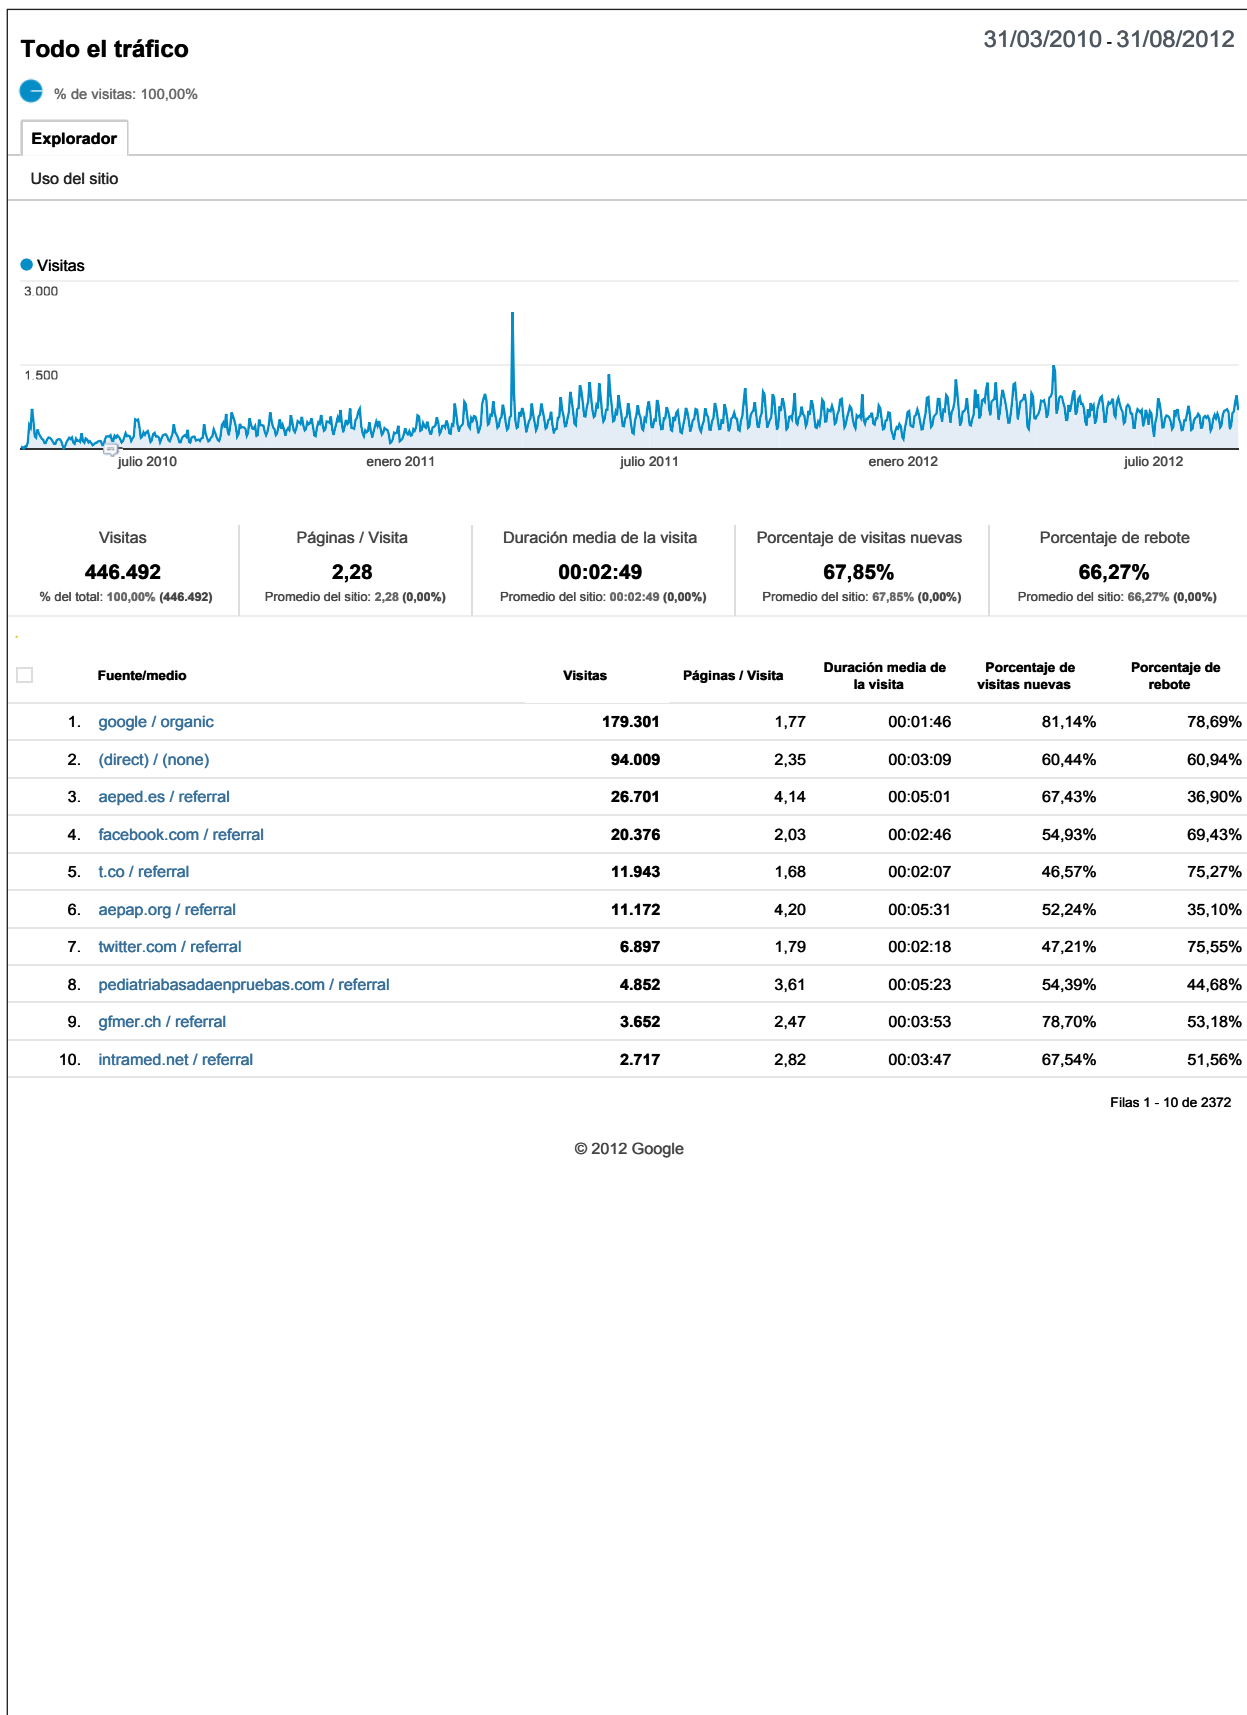 Todo el tráfico
31/03/2010 - 31/08/2012
% de visitas: 100,00%
Explorador
Uso del sitio
Visitas
3.000
1.500
julio 2010 enero 2011 julio 2011 enero 2012 julio 2012
Visitas Páginas / Visita Duración media de la visita Porcentaje de visitas nuevas Porcentaje de rebote
446.492 2,28 00:02:49 67,85% 66,27%
% del total: 100,00% (446.492) Promedio del sitio: 2,28 (0,00%) Promedio del sitio: 00:02:49 (0,00%) Promedio del sitio: 67,85% (0,00%) Promedio del sitio: 66,27% (0,00%)
Fuente/medio Visitas Páginas / Visita Duración media de la visita Porcentaje de visitas nuevas Porcentaje de rebote
1. google / organic 179.301 1,77 00:01:46 81,14% 78,69%
2. (direct) / (none) 94.009 2,35 00:03:09 60,44% 60,94%
3. aeped.es / referral 26.701 4,14 00:05:01 67,43% 36,90%
4. facebook.com / referral 20.376 2,03 00:02:46 54,93% 69,43%
5. t.co / referral 11.943 1,68 00:02:07 46,57% 75,27%
6. aepap.org / referral 11.172 4,20 00:05:31 52,24% 35,10%
7. twitter.com / referral 6.897 1,79 00:02:18 47,21% 75,55%
8. pediatriabasadaenpruebas.com / referral 4.852 3,61 00:05:23 54,39% 44,68%
9. gfmer.ch / referral 3.652 2,47 00:03:53 78,70% 53,18%
10. intramed.net / referral 2.717 2,82 00:03:47 67,54% 51,56%
Filas 1 - 10 de 2372
© 2012 Google